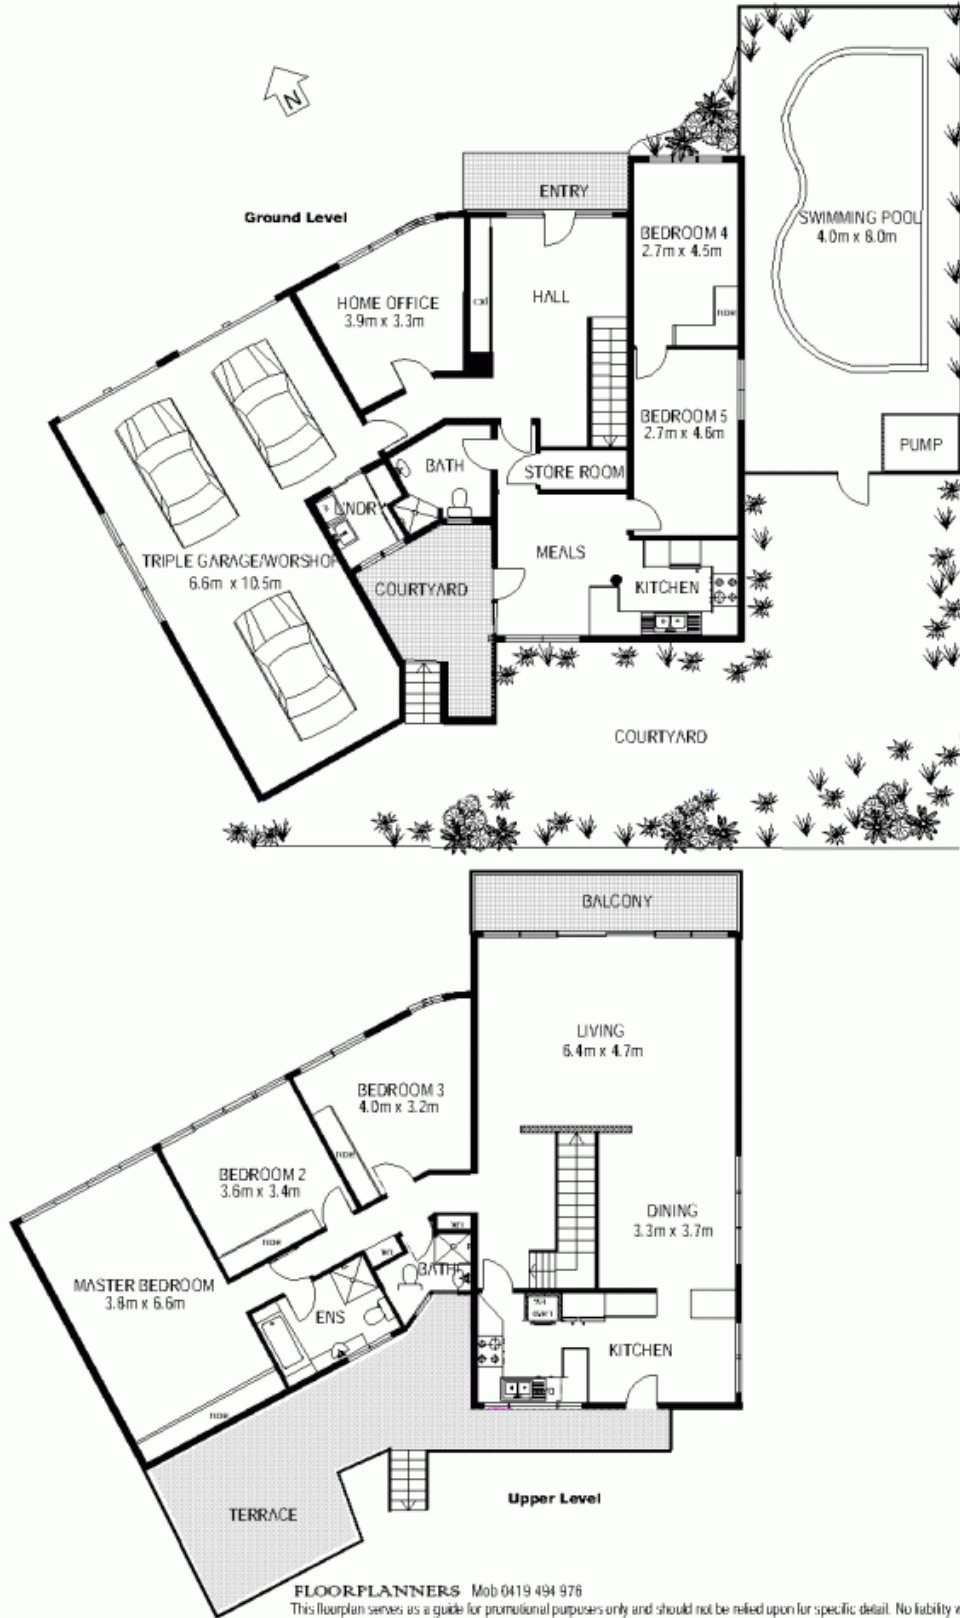 N
Ground Level
ENTRY
BEDROOM 4
2.7m x 4.5m
SWIMMING POOL
4.0m x 8.0m
HALL
HOME OFFICE
3.9m x 3.3m
BEDROOM 5
2.7m x 4.6m
PUMP
BATH
STORE ROOM
LNDRY
MEALS
TRIPLE GARAGE/WORSHOP
6.6m x 10.5m
COURTYARD
KITCHEN
COURTYARD
BALCONY
LIVING
6.4m x 4.7m
BEDROOM 3
4.0m x 3.2m
BEDROOM 2
3.6m x 3.4m
DINING
3.3m x 3.7m
BATH
MASTER BEDROOM
3.8m x 6.6m
ENS
KITCHEN
TERRACE
Upper Level
FLOORPLANNERS Mob 0419 494 976
This floorplan serves as a guide for promotional purposes only and should not be relied upon for specific detail. No liability